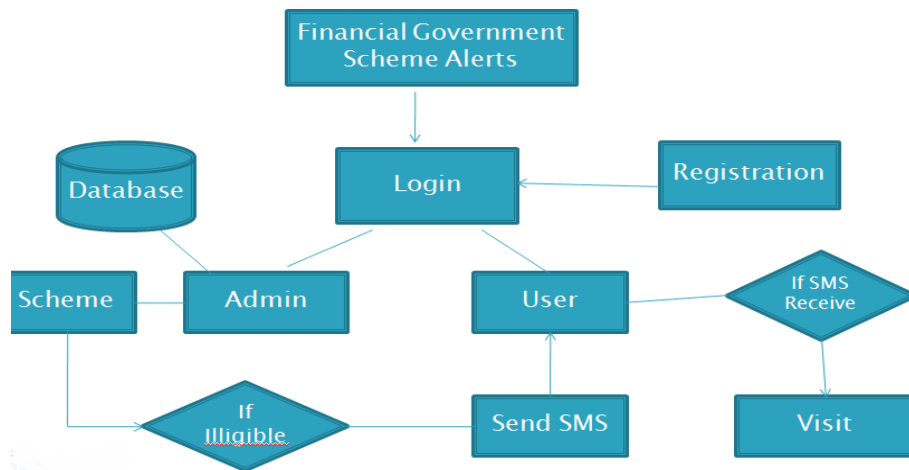 Financial Government
Scheme Alerts
Database
Login
Registration
Scheme
Admin
User
If SMS
Receive
If
Illigible
Send SMS
Visit